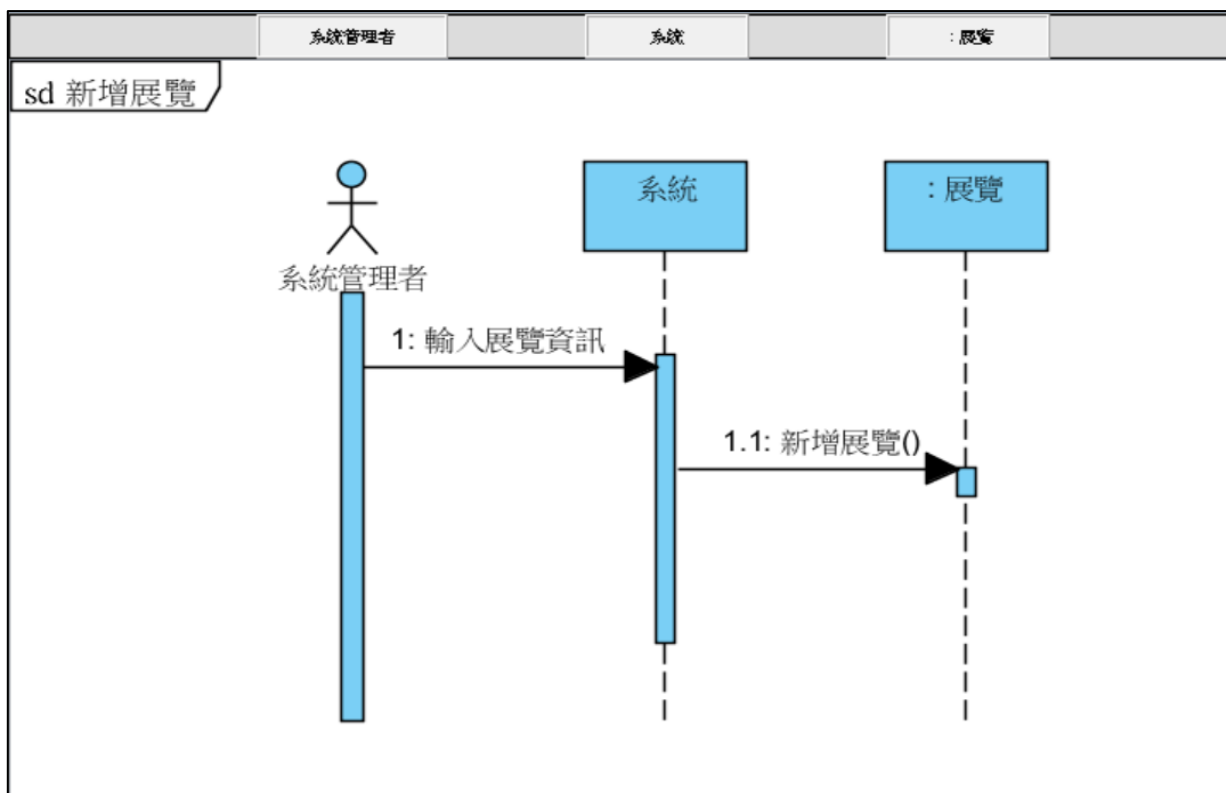 系統管理者
系統
: 展覽
sd 新增展覽
系統
: 展覽
系統管理者
1: 輸入展覽資訊
1.1: 新增展覽()